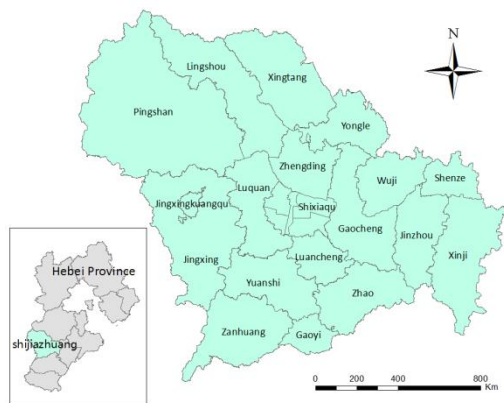 Lingshou
Xingtang
N
Pingshan
Yongle
Zhengding
Wuji
Shenze
Jingxingkuangqu
Luquan
Shixiaqu
Gaocheng
Jinzhou
Xinji
Jingxing
Luancheng
Yuanshi
Zhao
Zanhuang
Gaoyi
Hebei Province
shijiazhuang
0 200 400 800
Km